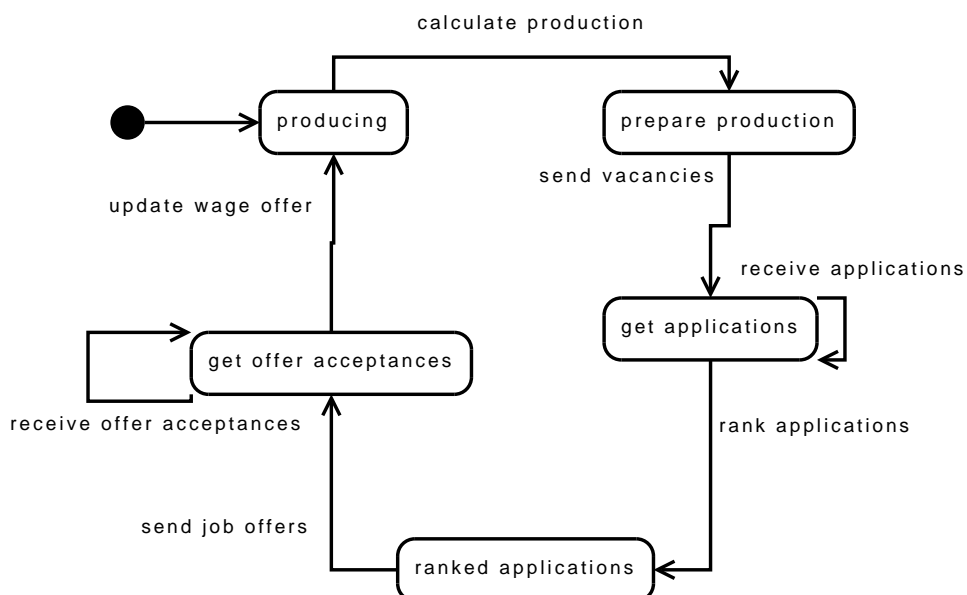 calculate production
producing
prepare production
send vacancies
update wage offer
receive applications
get applications
get offer acceptances
receive offer acceptances
rank applications
send job offers
ranked applications